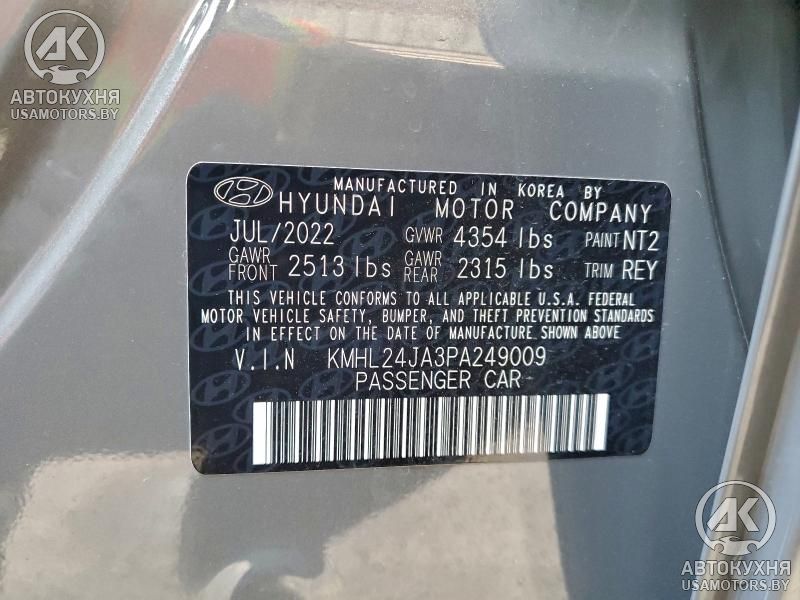 АК
АВТОКУХНЯ
USAMOTORS.BY
MANUFACTURED IN KOREA BY
HYUNDAI MOTOR COMPANY
JUL/2022 GVWR 4354 lbs PAINT NT2
GAWR FRONT 2513 lbs GAWR REAR 2315 lbs TRIM REY
THIS VEHICLE CONFORMS TO ALL APPLICABLE U.S.A. FEDERAL
MOTOR VEHICLE SAFETY, BUMPER, AND THEFT PREVENTION STANDARDS
IN EFFECT ON THE DATE OF MANUFACTURE SHOWN ABOVE
V.I.N KMHL24JA3PA249009
PASSENGER CAR
АК
АВТОКУХНЯ
USAMOTORS.BY